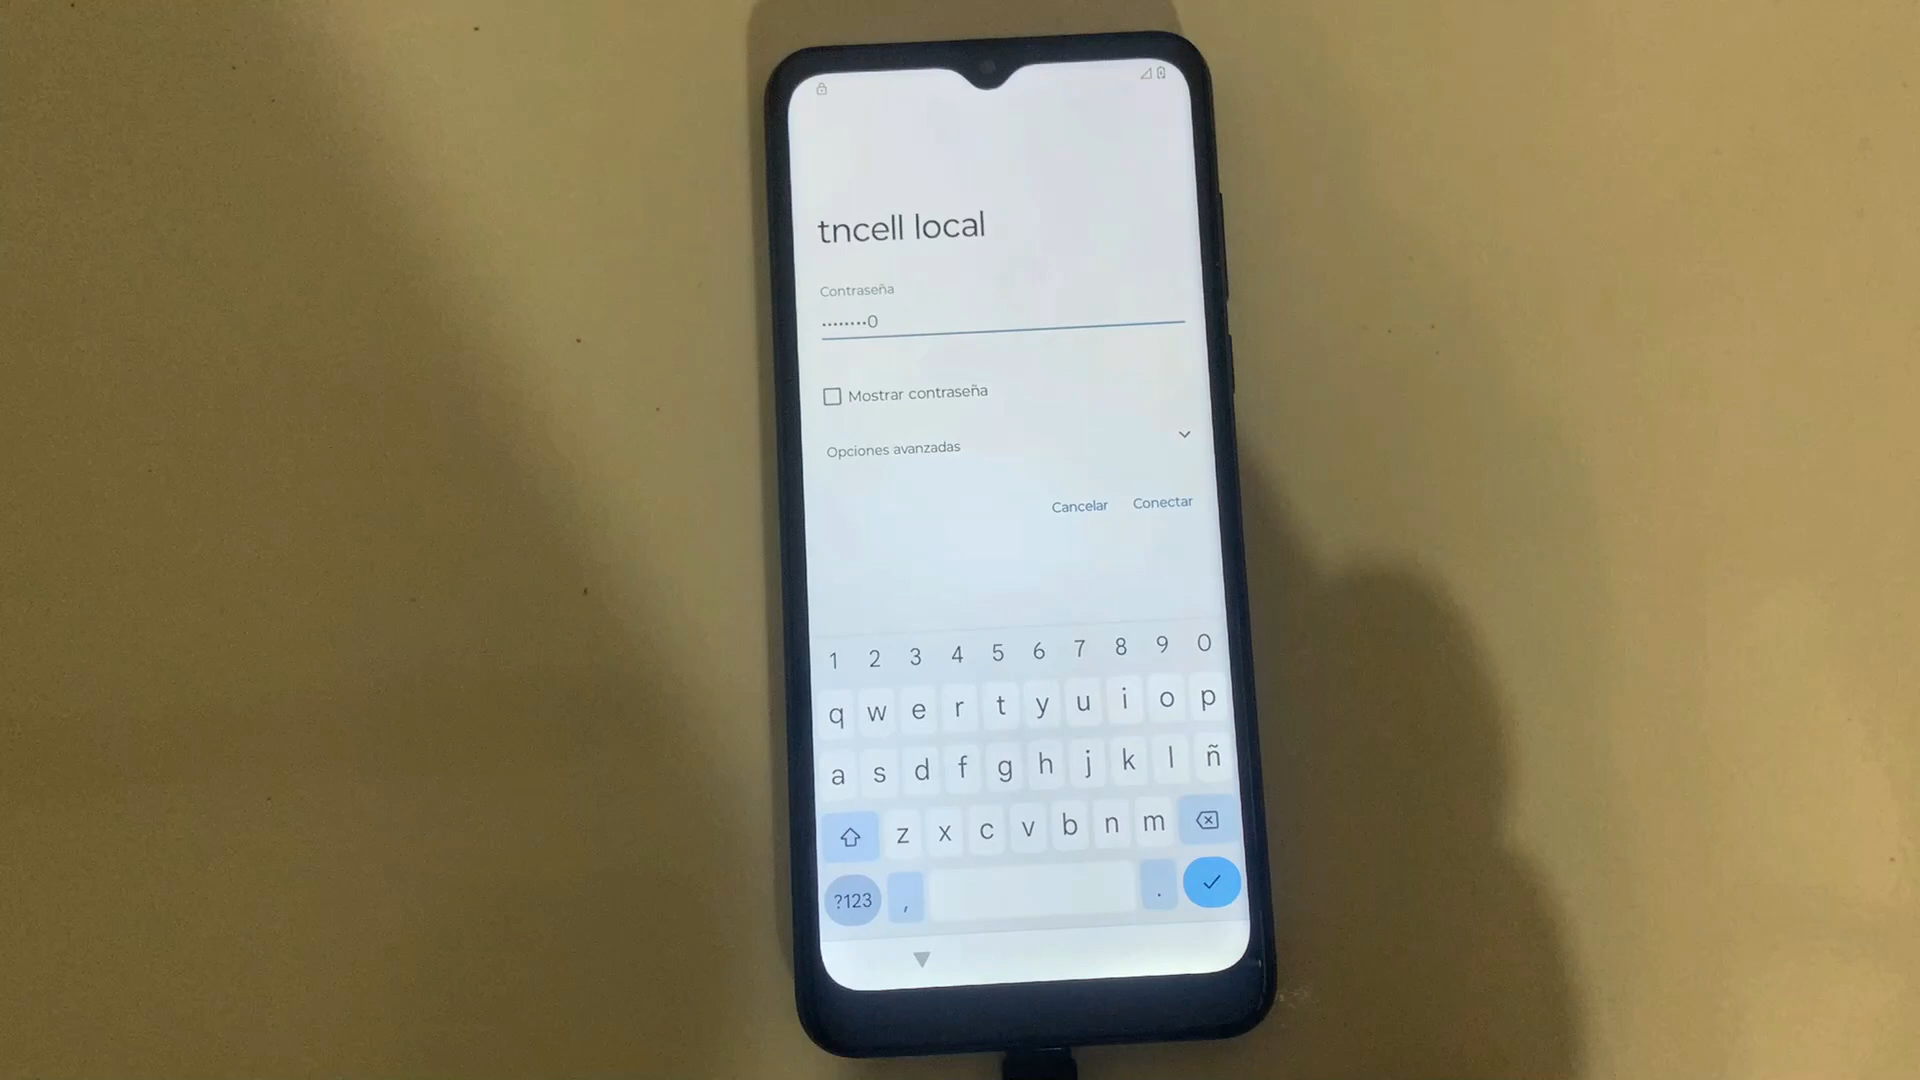 tncell local
Contraseña
••••••••0
Mostrar contraseña
Opciones avanzadas
Cancelar Conectar
1 2 3 4 5 6 7 8 9 0
q w e r t y u i o p
a s d f g h j k l ñ
z x c v b n m
?123 , .